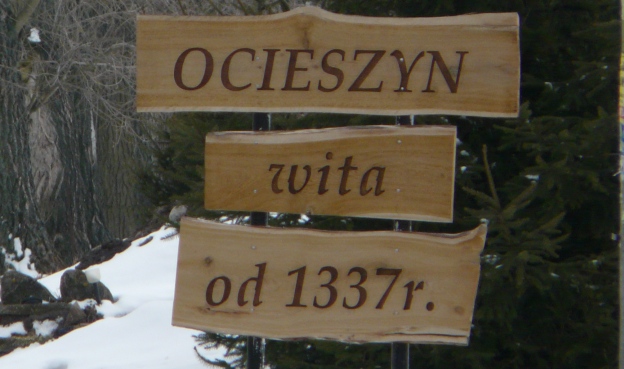 OCIESZYN
wita
od 1337r.